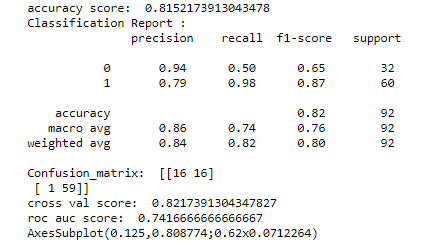 accuracy score:  0.8152173913043478
Classification Report :
              precision    recall  f1-score   support

           0       0.94      0.50      0.65        32
           1       0.79      0.98      0.87        60

    accuracy                           0.82        92
   macro avg       0.86      0.74      0.76        92
weighted avg       0.84      0.82      0.80        92

Confusion_matrix:  [[16 16]
 [ 1 59]]
cross val score:  0.8217391304347827
roc auc score:  0.7416666666666667
AxesSubplot(0.125,0.808774;0.62x0.0712264)